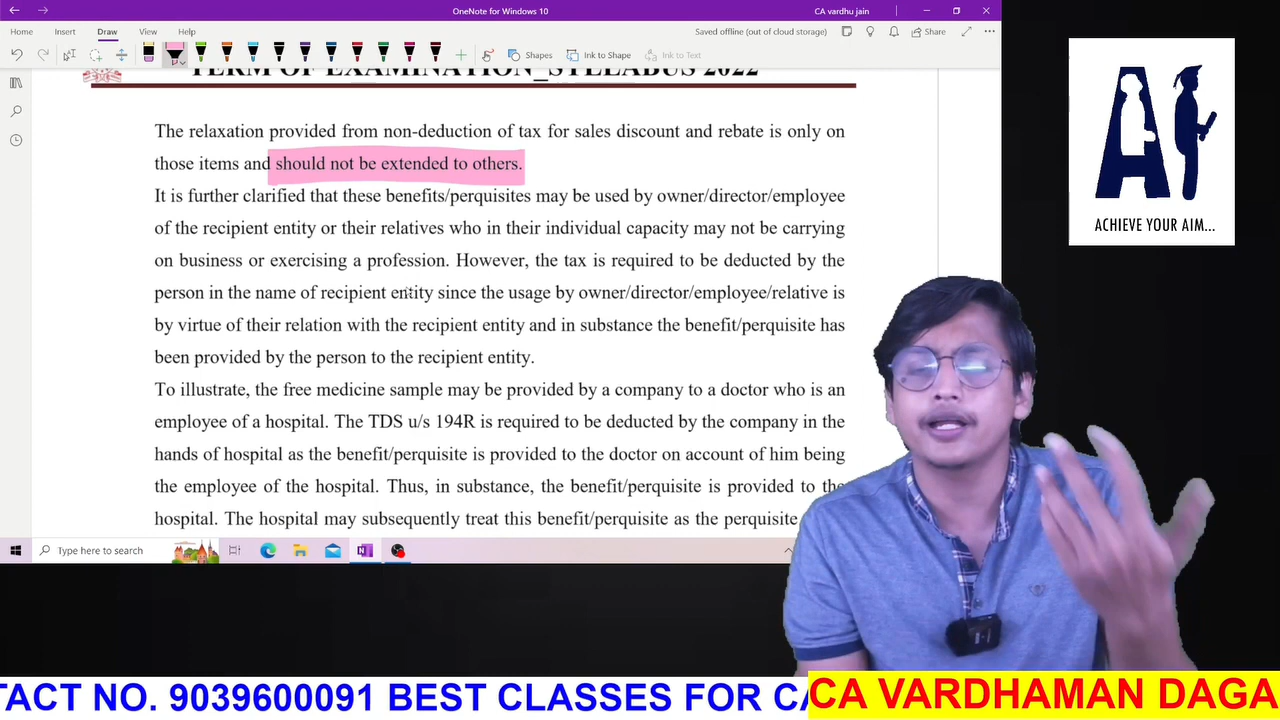 OneNote for Windows 10
CA vardhu jain
Home
Insert
Draw
View
Help
Saved offline (out of cloud storage)
Share
Shapes
Ink to Shape
Ink to Text
TERM OF EXAMINATION_SYLLABUS 2022
The relaxation provided from non-deduction of tax for sales discount and rebate is only on
those items and should not be extended to others.
It is further clarified that these benefits/perquisites may be used by owner/director/employee
of the recipient entity or their relatives who in their individual capacity may not be carrying
on business or exercising a profession. However, the tax is required to be deducted by the
person in the name of recipient entity since the usage by owner/director/employee/relative is
by virtue of their relation with the recipient entity and in substance the benefit/perquisite has
been provided by the person to the recipient entity.
To illustrate, the free medicine sample may be provided by a company to a doctor who is an
employee of a hospital. The TDS u/s 194R is required to be deducted by the company in the
hands of hospital as the benefit/perquisite is provided to the doctor on account of him being
the employee of the hospital. Thus, in substance, the benefit/perquisite is provided to the
hospital. The hospital may subsequently treat this benefit/perquisite as the perquisite
Type here to search
AI
ACHIEVE YOUR AIM...
TACT NO. 9039600091 BEST CLASSES FOR CA
CA VARDHAMAN DAGA